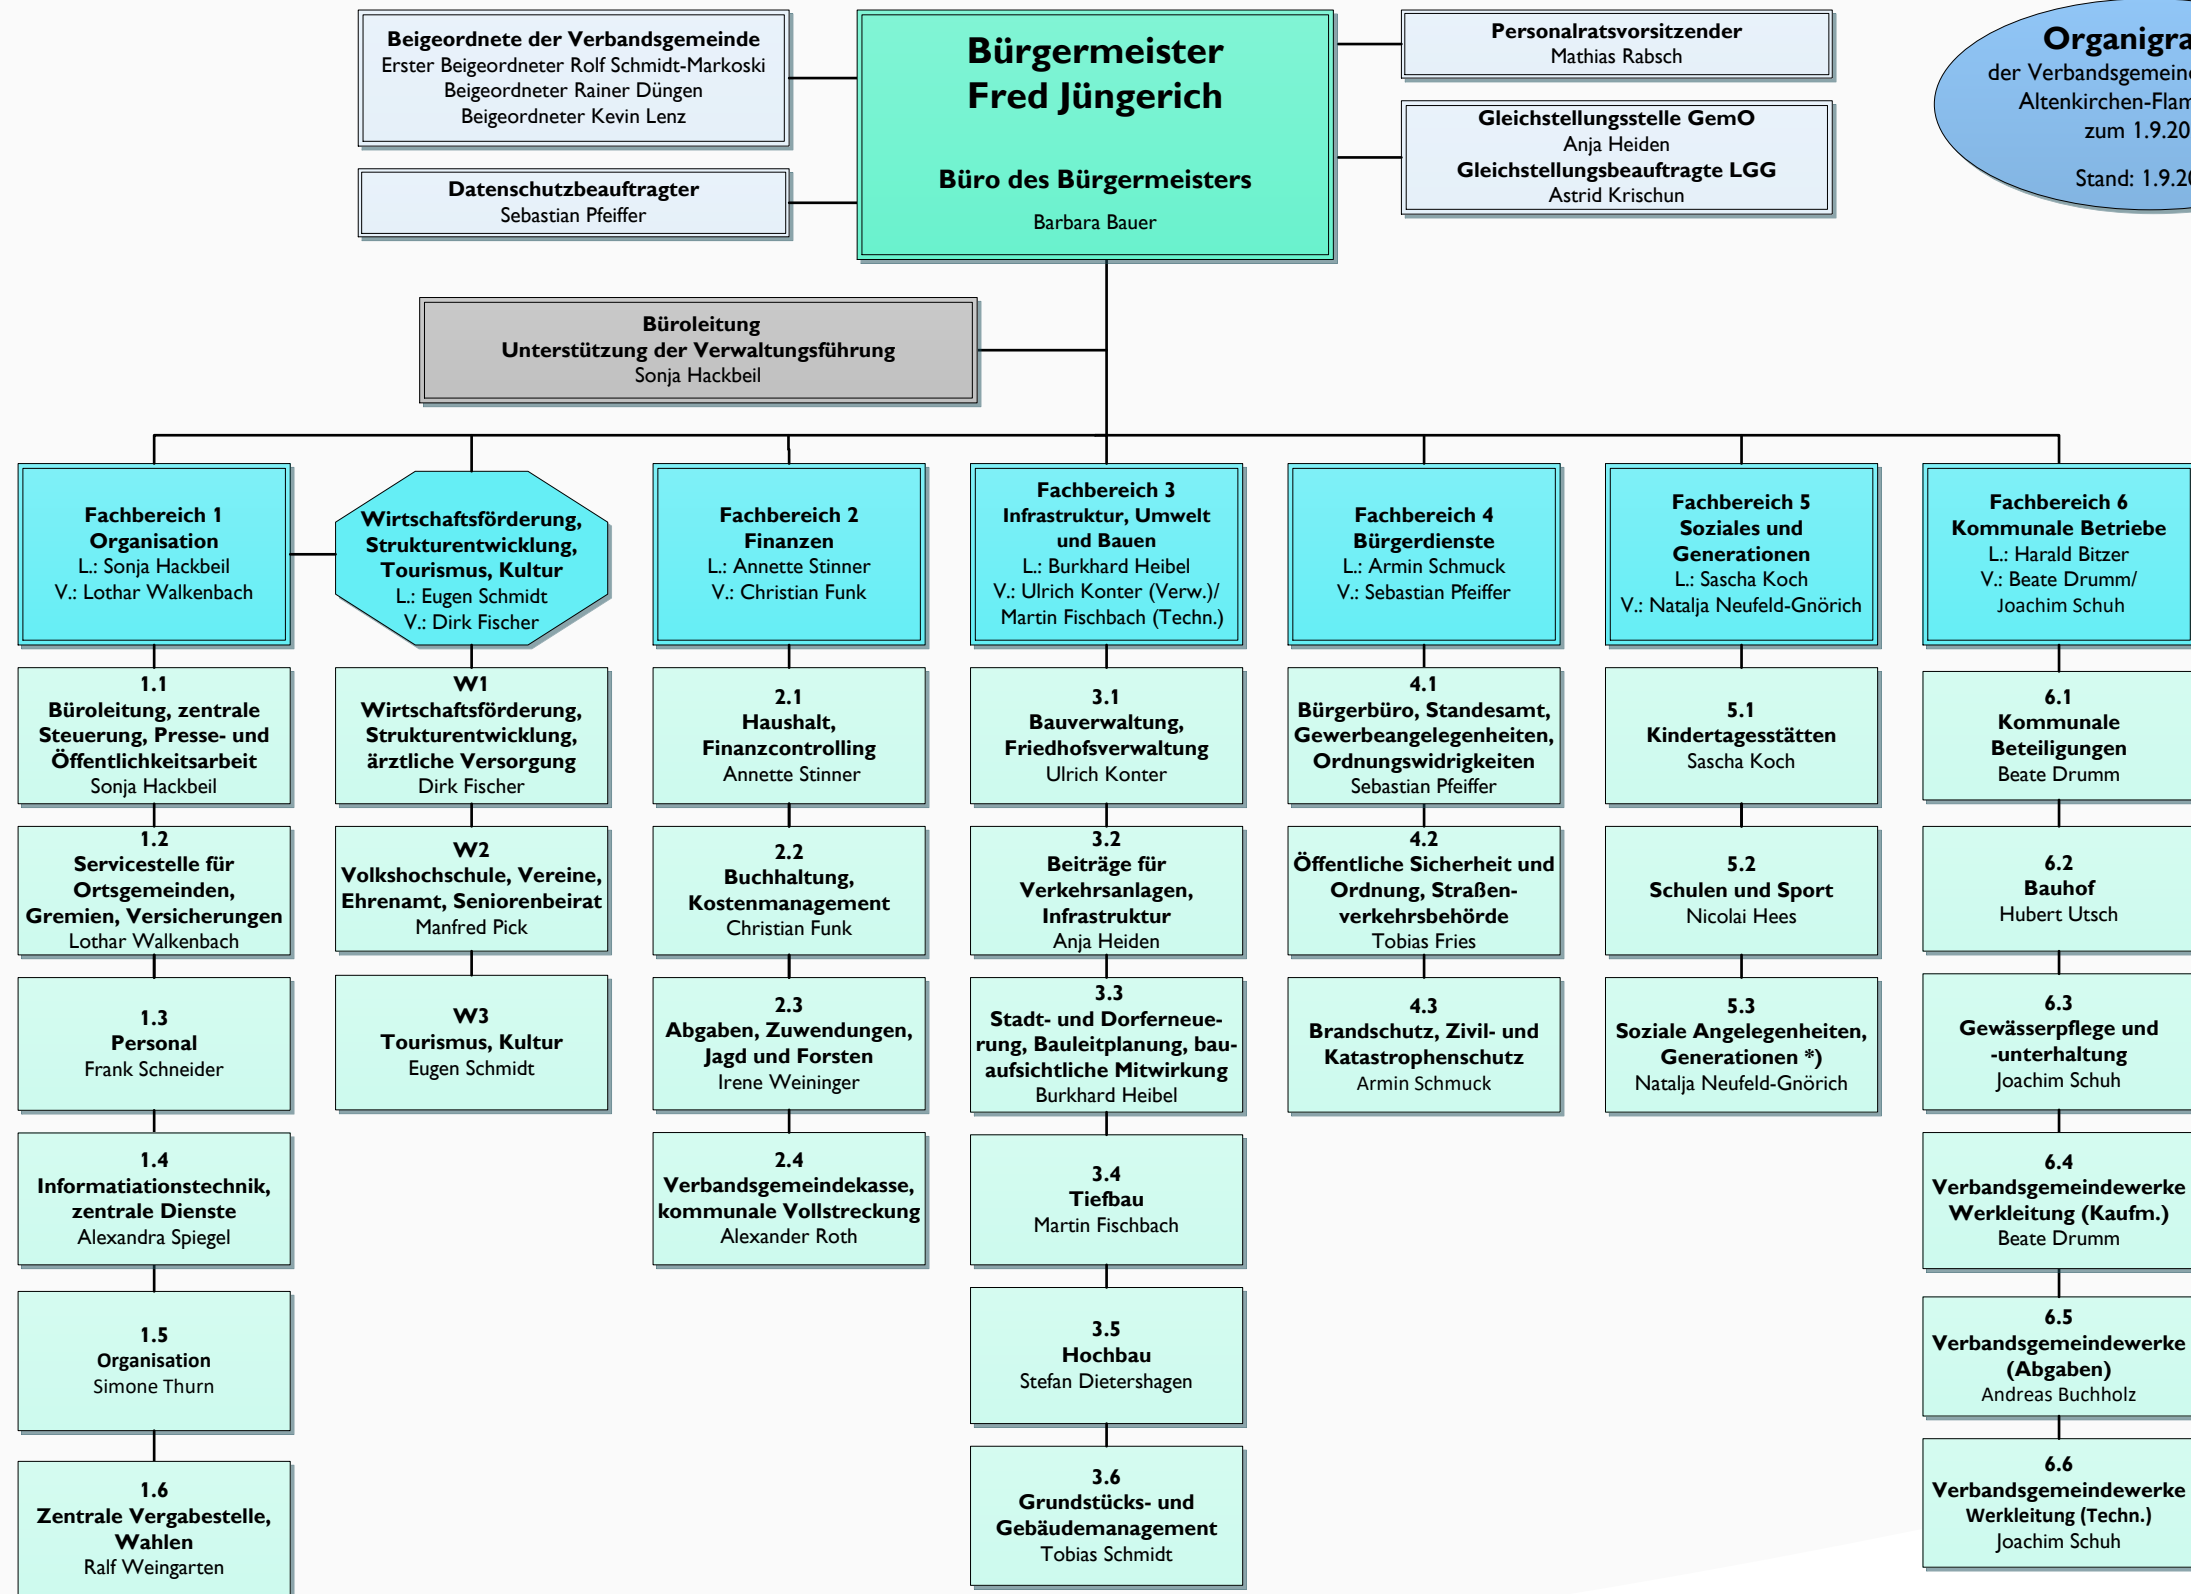 Beigeordnete der Verbandsgemeinde
Erster Beigeordneter Rolf Schmidt-Markoski
Beigeordneter Rainer Düngen
Beigeordneter Kevin Lenz
Datenschutzbeauftragter
Sebastian Pfeiffer
Bürgermeister
Fred Jüngerich
Büro des Bürgermeisters
Barbara Bauer
Personalratsvorsitzender
Mathias Rabsch
Gleichstellungsstelle GemO
Anja Heiden
Gleichstellungsbeauftragte LGG
Astrid Krischun
der
zum
Stand:
Büroleitung
Unterstützung der Verwaltungsführung
Sonja Hackbeil
Fachbereich 1
Organisation
L.: Sonja Hackbeil
V.: Lothar Walkenbach
Wirtschaftsförderung,
Strukturentwicklung,
Tourismus, Kultur
L.: Eugen Schmidt
V.: Dirk Fischer
Fachbereich 2
Finanzen
L.: Annette Stinner
V.: Christian Funk
Fachbereich 3
Infrastruktur, Umwelt
und Bauen
L.: Burkhard Heibel
V.: Ulrich Konter (Verw.)/
Martin Fischbach (Techn.)
Fachbereich 4
Bürgerdienste
L.: Armin Schmuck
V.: Sebastian Pfeiffer
Fachbereich 5
Soziales und
Generationen
L.: Sascha Koch
V.: Natalja Neufeld-Gnörich
Fachbereich 6
Kommunale Betriebe
L.: Harald Bitzer
V.: Beate Drumm/
Joachim Schuh
1.1
Büroleitung, zentrale
Steuerung, Presse- und
Öffentlichkeitsarbeit
Sonja Hackbeil
1.2
Servicestelle für
Ortsgemeinden,
Gremien, Versicherungen
Lothar Walkenbach
1.3
Personal
Frank Schneider
1.4
Informatiationstechnik,
zentrale Dienste
Alexandra Spiegel
1.5
Organisation
Simone Thurn
1.6
Zentrale Vergabestelle,
Wahlen
Ralf Weingarten
W1
Wirtschaftsförderung,
Strukturentwicklung,
ärztliche Versorgung
Dirk Fischer
W2
Volkshochschule, Vereine,
Ehrenamt, Seniorenbeirat
Manfred Pick
W3
Tourismus, Kultur
Eugen Schmidt
2.1
Haushalt,
Finanzcontrolling
Annette Stinner
2.2
Buchhaltung,
Kostenmanagement
Christian Funk
2.3
Abgaben, Zuwendungen,
Jagd und Forsten
Irene Weininger
2.4
Verbandsgemeindekasse,
kommunale Vollstreckung
Alexander Roth
3.1
Bauverwaltung,
Friedhofsverwaltung
Ulrich Konter
3.2
Beiträge für
Verkehrsanlagen,
Infrastruktur
Anja Heiden
3.3
Stadt- und Dorferneue-
rung, Bauleitplanung, bau-
aufsichtliche Mitwirkung
Burkhard Heibel
3.4
Tiefbau
Martin Fischbach
3.5
Hochbau
Stefan Dietershagen
3.6
Grundstücks- und
Gebäudemanagement
Tobias Schmidt
4.1
Bürgerbüro, Standesamt,
Gewerbeangelegenheiten,
Ordnungswidrigkeiten
Sebastian Pfeiffer
4.2
Öffentliche Sicherheit und
Ordnung, Straßen-
verkehrsbehörde
Tobias Fries
4.3
Brandschutz, Zivil- und
Katastrophenschutz
Armin Schmuck
5.1
Kindertagesstätten
Sascha Koch
5.2
Schulen und Sport
Nicolai Hees
5.3
Soziale Angelegenheiten,
Generationen *)
Natalja Neufeld-Gnörich
6.1
Kommunale
Beteiligungen
Beate Drumm
6.2
Bauhof
Hubert Utsch
6.3
Gewässerpflege und
-unterhaltung
Joachim Schuh
6.4
Verbandsgemeindewerke
Werkleitung (Kaufm.)
Beate Drumm
6.5
Verbandsgemeindewerke
(Abgaben)
Andreas Buchholz
6.6
Verbandsgemeindewerke
Werkleitung (Techn.)
Joachim Schuh